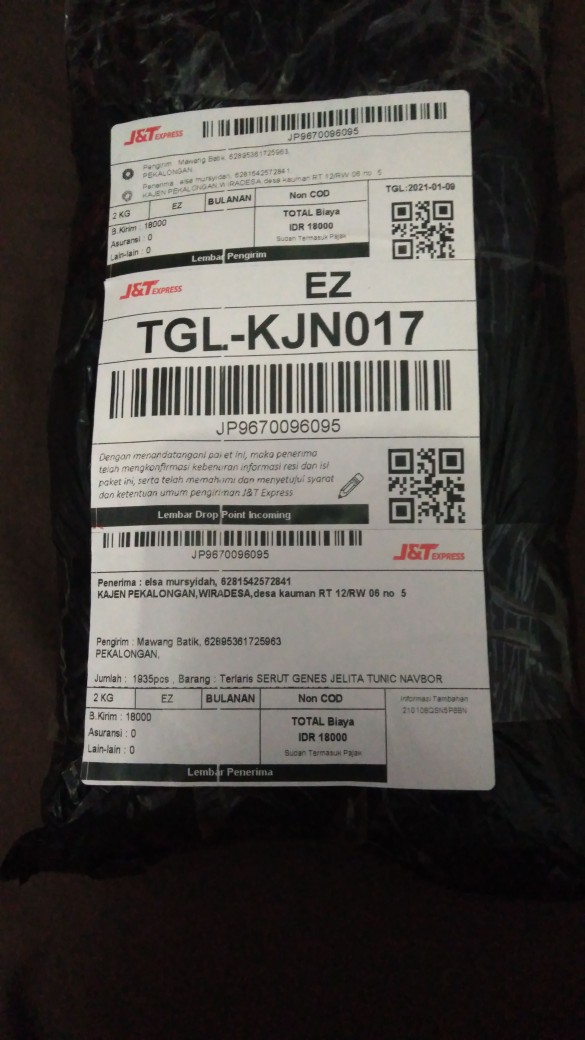 J&T EXPRESS
JP9670096095
Pengirim : Mawang Batik, 62895361725963,
PEKALONGAN,
Penerima : elsa mursyidah, 6281542572841,
KAJEN PEKALONGAN,WIRADESA,desa kauman RT 12/RW 06 no 5
2 KG EZ BULANAN Non COD TGL:2021-01-09
B.Kirim : 18000
Asuransi : 0
Lain-lain : 0
TOTAL Biaya
IDR 18000
Sudah Termasuk Pajak
Lembar Pengirim
J&T EXPRESS EZ
TGL-KJN017
JP9670096095
Dengan menandatangani paket ini, maka penerima
telah mengkonfirmasi kebenaran informasi resi dan isi
paket ini, serta telah memahami dan menyetujui syarat
dan ketentuan umum pengiriman J&T Express
Lembar Drop Point Incoming
JP9670096095
J&T EXPRESS
Penerima : elsa mursyidah, 6281542572841
KAJEN PEKALONGAN,WIRADESA,desa kauman RT 12/RW 06 no 5
Pengirim : Mawang Batik, 62895361725963
PEKALONGAN,
Jumlah : 1935pcs , Barang : Terlaris SERUT GENES JELITA TUNIC NAVBOR
2 KG EZ BULANAN Non COD
B.Kirim : 18000
Asuransi : 0
Lain-lain : 0
TOTAL Biaya
IDR 18000
Sudah Termasuk Pajak
Informasi Tambahan
Lembar Penerima